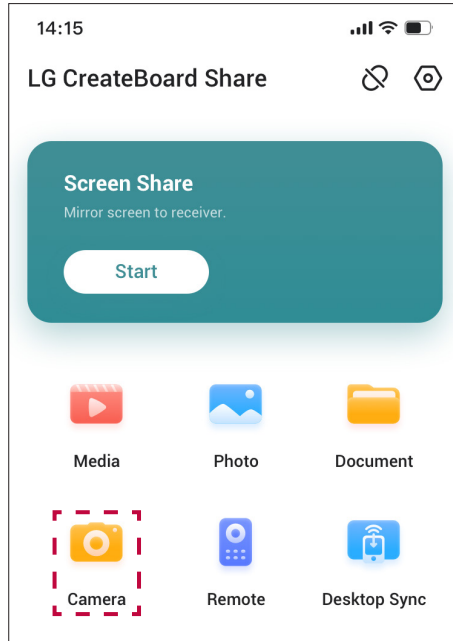 14:15
LG CreateBoard Share
Screen Share
Mirror screen to receiver.
Start
Media Photo Document
Camera Remote Desktop Sync